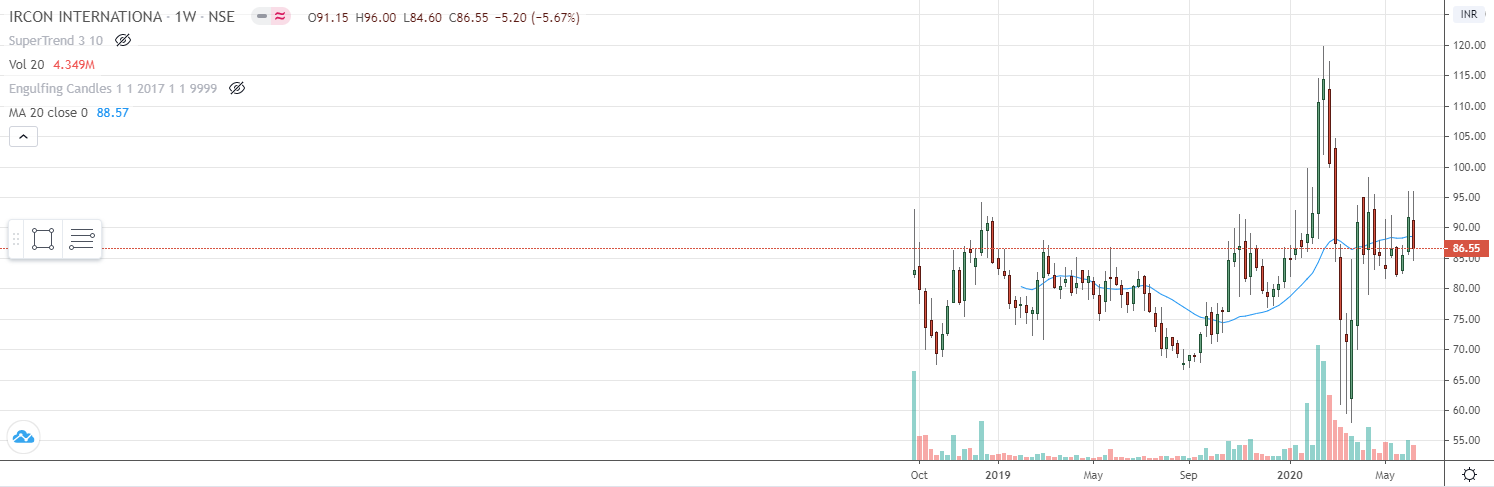 IRCON INTERNATIONA · 1W · NSE O91.15 H96.00 L84.60 C86.55 −5.20 (−5.67%)
SuperTrend 3 10
Vol 20 4.349M
Engulfing Candles 1 1 2017 1 1 9999
MA 20 close 0 88.57
INR
120.00
115.00
110.00
105.00
100.00
95.00
90.00
86.55
85.00
80.00
75.00
70.00
65.00
60.00
55.00
Oct 2019 May Sep 2020 May